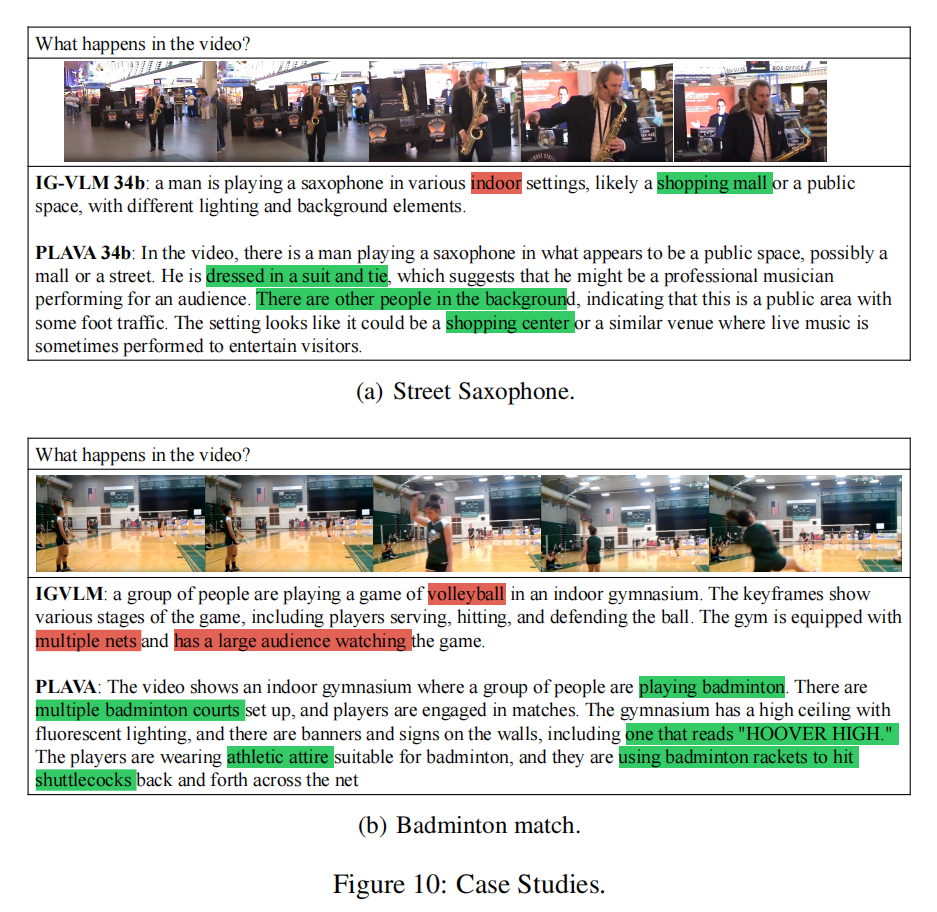 What happens in the video?
BOX OFFICE
IG-VLM 34b: a man is playing a saxophone in various indoor settings, likely a shopping mall or a public
space, with different lighting and background elements.
PLAVA 34b: In the video, there is a man playing a saxophone in what appears to be a public space, possibly a
mall or a street. He is dressed in a suit and tie, which suggests that he might be a professional musician
performing for an audience. There are other people in the background, indicating that this is a public area with
some foot traffic. The setting looks like it could be a shopping center or a similar venue where live music is
sometimes performed to entertain visitors.
(a) Street Saxophone.
What happens in the video?
IGVLM: a group of people are playing a game of volleyball in an indoor gymnasium. The keyframes show
various stages of the game, including players serving, hitting, and defending the ball. The gym is equipped with
multiple nets and has a large audience watching the game.
PLAVA: The video shows an indoor gymnasium where a group of people are playing badminton. There are
multiple badminton courts set up, and players are engaged in matches. The gymnasium has a high ceiling with
fluorescent lighting, and there are banners and signs on the walls, including one that reads "HOOVER HIGH."
The players are wearing athletic attire suitable for badminton, and they are using badminton rackets to hit
shuttlecocks back and forth across the net
(b) Badminton match.
Figure 10: Case Studies.